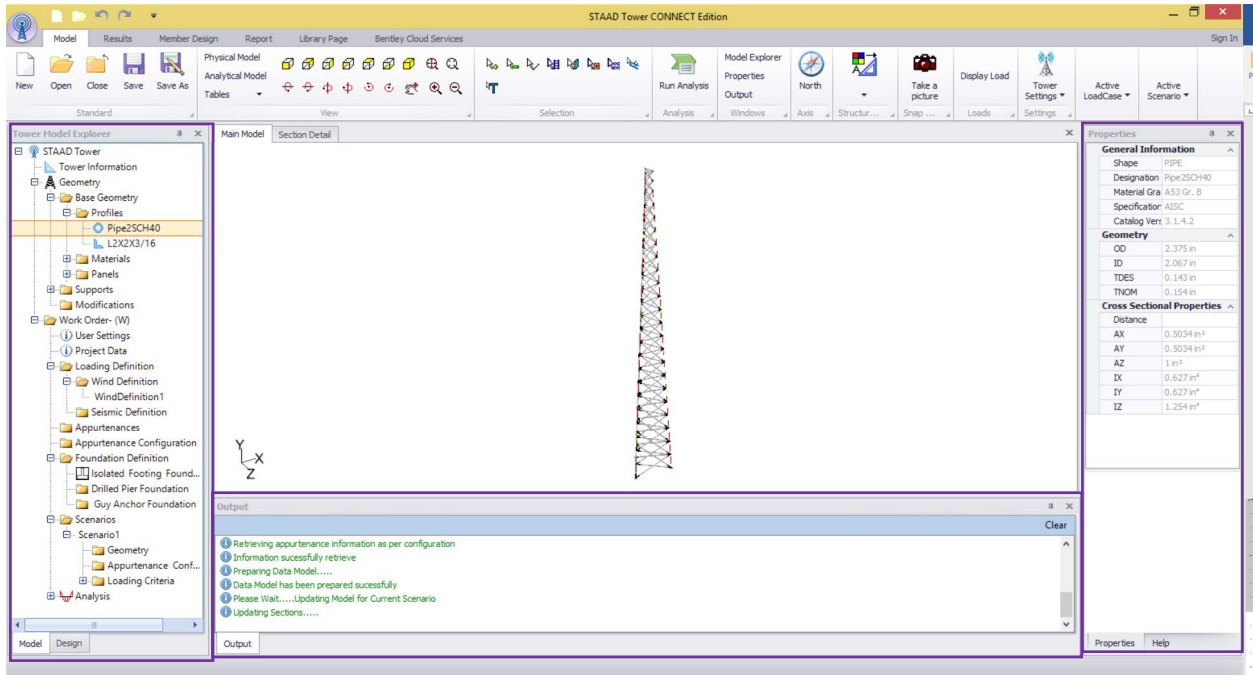 STAAD Tower CONNECT Edition
Model Results Member Design Report Library Page Bentley Cloud Services Sign In
New Open Close Save Save As
Standard
Physical Model
Analytical Model
Tables
View
Selection
Run Analysis
Analysis
Model Explorer
Properties
Output
Windows
North
Axis
Structur...
Take a
picture
Snap ...
Display Load
Loads
Tower
Settings
Settings
Active
LoadCase
Active
Scenario
Tower Model Explorer
STAAD Tower
Tower Information
Geometry
Base Geometry
Profiles
Pipe2SCH40
L2X2X3/16
Materials
Panels
Supports
Modifications
Work Order- (W)
User Settings
Project Data
Loading Definition
Wind Definition
WindDefinition1
Seismic Definition
Appurtenances
Appurtenance Configuration
Foundation Definition
Isolated Footing Found...
Drilled Pier Foundation
Guy Anchor Foundation
Scenarios
Scenario1
Geometry
Appurtenance Conf...
Loading Criteria
Analysis
Model Design
Main Model Section Detail
Y
X
Z
Output
Clear
Retrieving appurtenance information as per configuration
Information sucessfully retrieve
Preparing Data Model.....
Data Model has been prepared sucessfully
Please Wait.....Updating Model for Current Scenario
Updating Sections.....
Output
Properties
General Information
Shape PIPE
Designation Pipe2SCH40
Material Gra A53 Gr. B
Specification AISC
Catalog Vers 3.1.4.2
Geometry
OD 2.375 in
ID 2.067 in
TDES 0.143 in
TNOM 0.154 in
Cross Sectional Properties
Distance
AX 0.5034 in²
AY 0.5034 in²
AZ 1 in²
IX 0.627 in⁴
IY 0.627 in⁴
IZ 1.254 in⁴
Properties Help